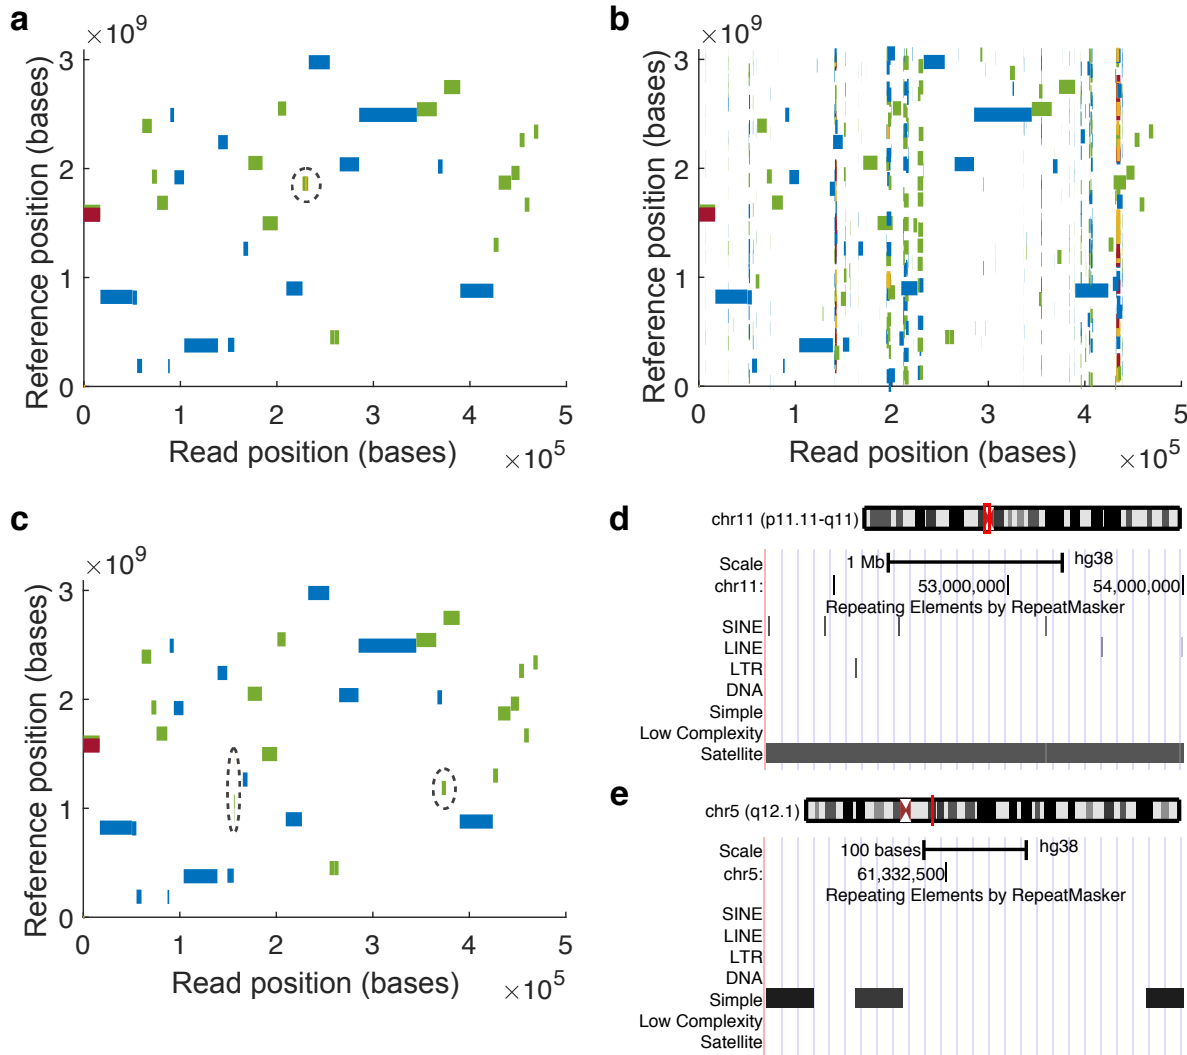 a
×10⁹
3
2
1
0
Reference position (bases)
0 1 2 3 4 5
Read position (bases)
×10⁵
b
×10⁹
3
2
1
0
Reference position (bases)
0 1 2 3 4 5
Read position (bases)
×10⁵
c
×10⁹
3
2
1
0
Reference position (bases)
0 1 2 3 4 5
Read position (bases)
×10⁵
d
chr11 (p11.11-q11)
Scale 1 Mb hg38
chr11: 53,000,000 54,000,000
Repeating Elements by RepeatMasker
SINE
LINE
LTR
DNA
Simple
Low Complexity
Satellite
e
chr5 (q12.1)
Scale 100 bases hg38
chr5: 61,332,500
Repeating Elements by RepeatMasker
SINE
LINE
LTR
DNA
Simple
Low Complexity
Satellite